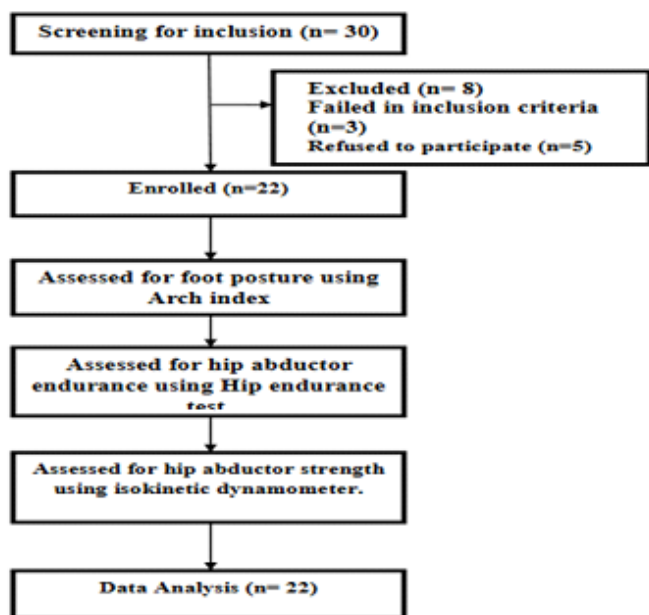 Screening for inclusion (n= 30)
Excluded (n= 8)
Failed in inclusion criteria
(n=3)
Refused to participate (n=5)
Enrolled (n=22)
Assessed for foot posture using
Arch index
Assessed for hip abductor
endurance using Hip endurance
test
Assessed for hip abductor strength
using isokinetic dynamometer.
Data Analysis (n= 22)